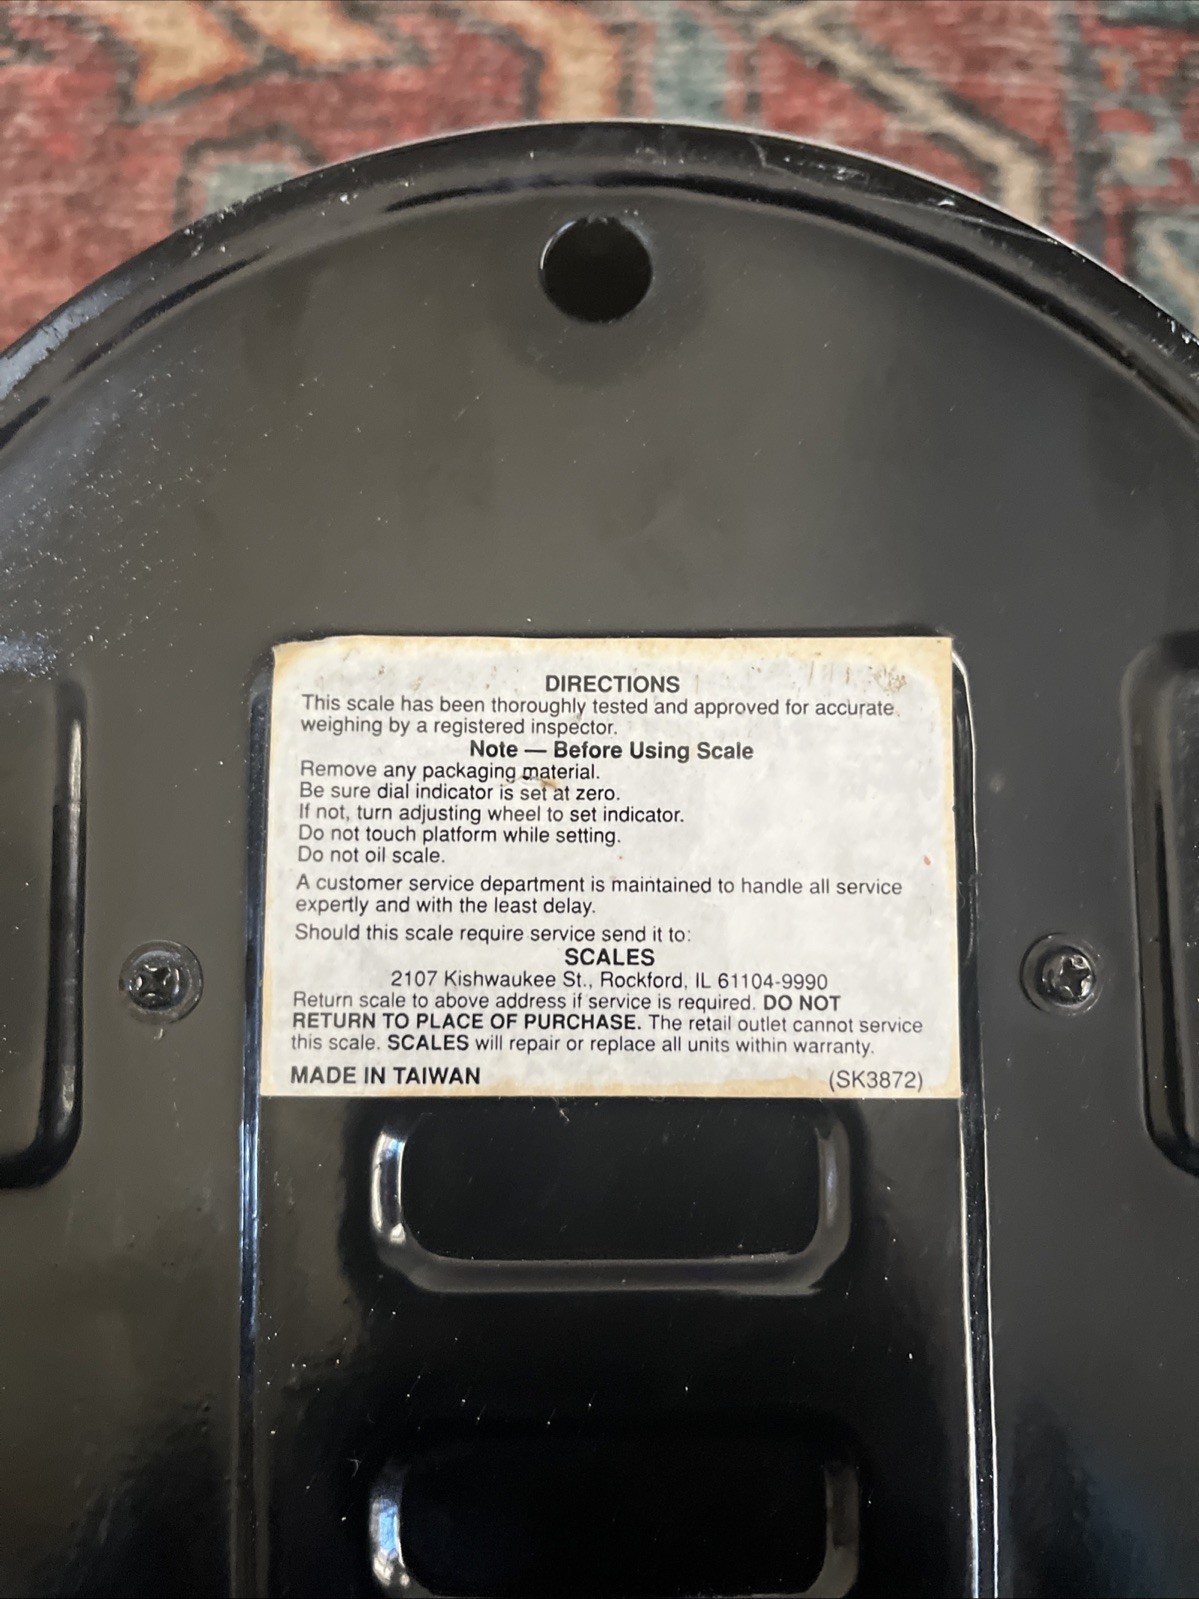 DIRECTIONS
This scale has been thoroughly tested and approved for accurate
weighing by a registered inspector.
Note — Before Using Scale
Remove any packaging material.
Be sure dial indicator is set at zero.
If not, turn adjusting wheel to set indicator.
Do not touch platform while setting.
Do not oil scale.
A customer service department is maintained to handle all service
expertly and with the least delay.
Should this scale require service send it to:
SCALES
2107 Kishwaukee St., Rockford, IL 61104-9990
Return scale to above address if service is required. DO NOT
RETURN TO PLACE OF PURCHASE. The retail outlet cannot service
this scale. SCALES will repair or replace all units within warranty.
MADE IN TAIWAN (SK3872)